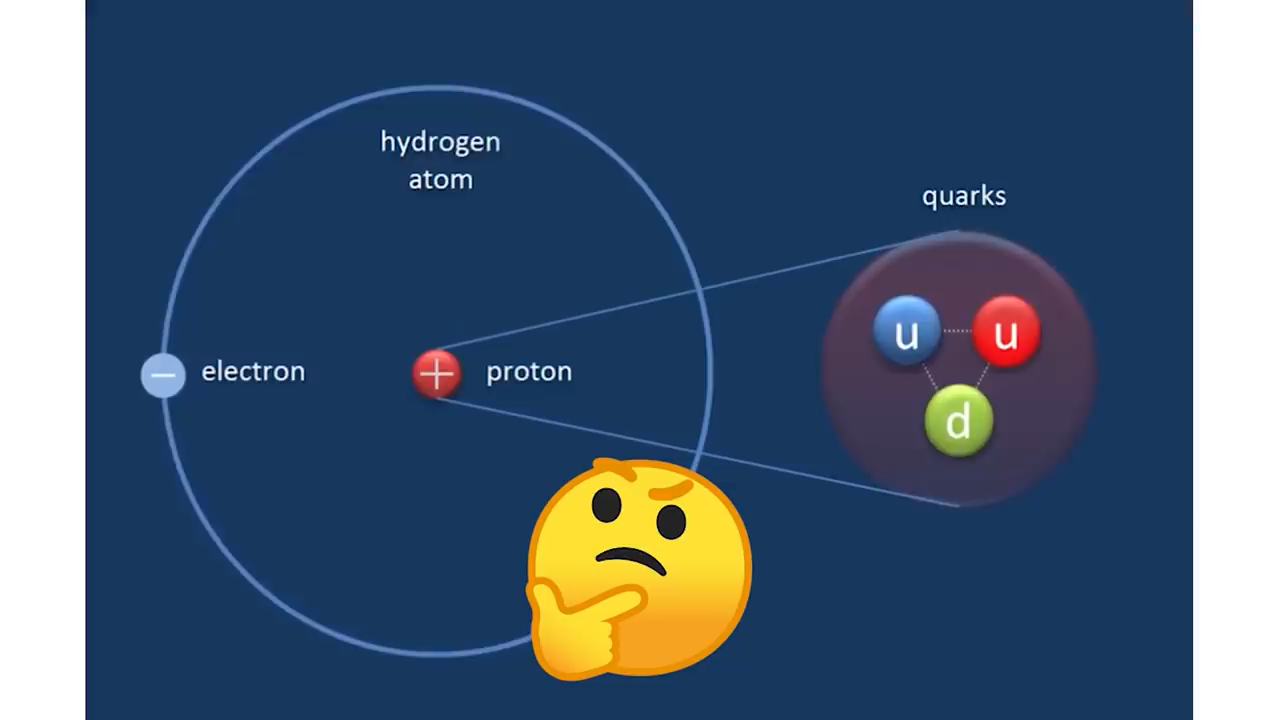 hydrogen
atom
quarks
u
u
electron
proton
d